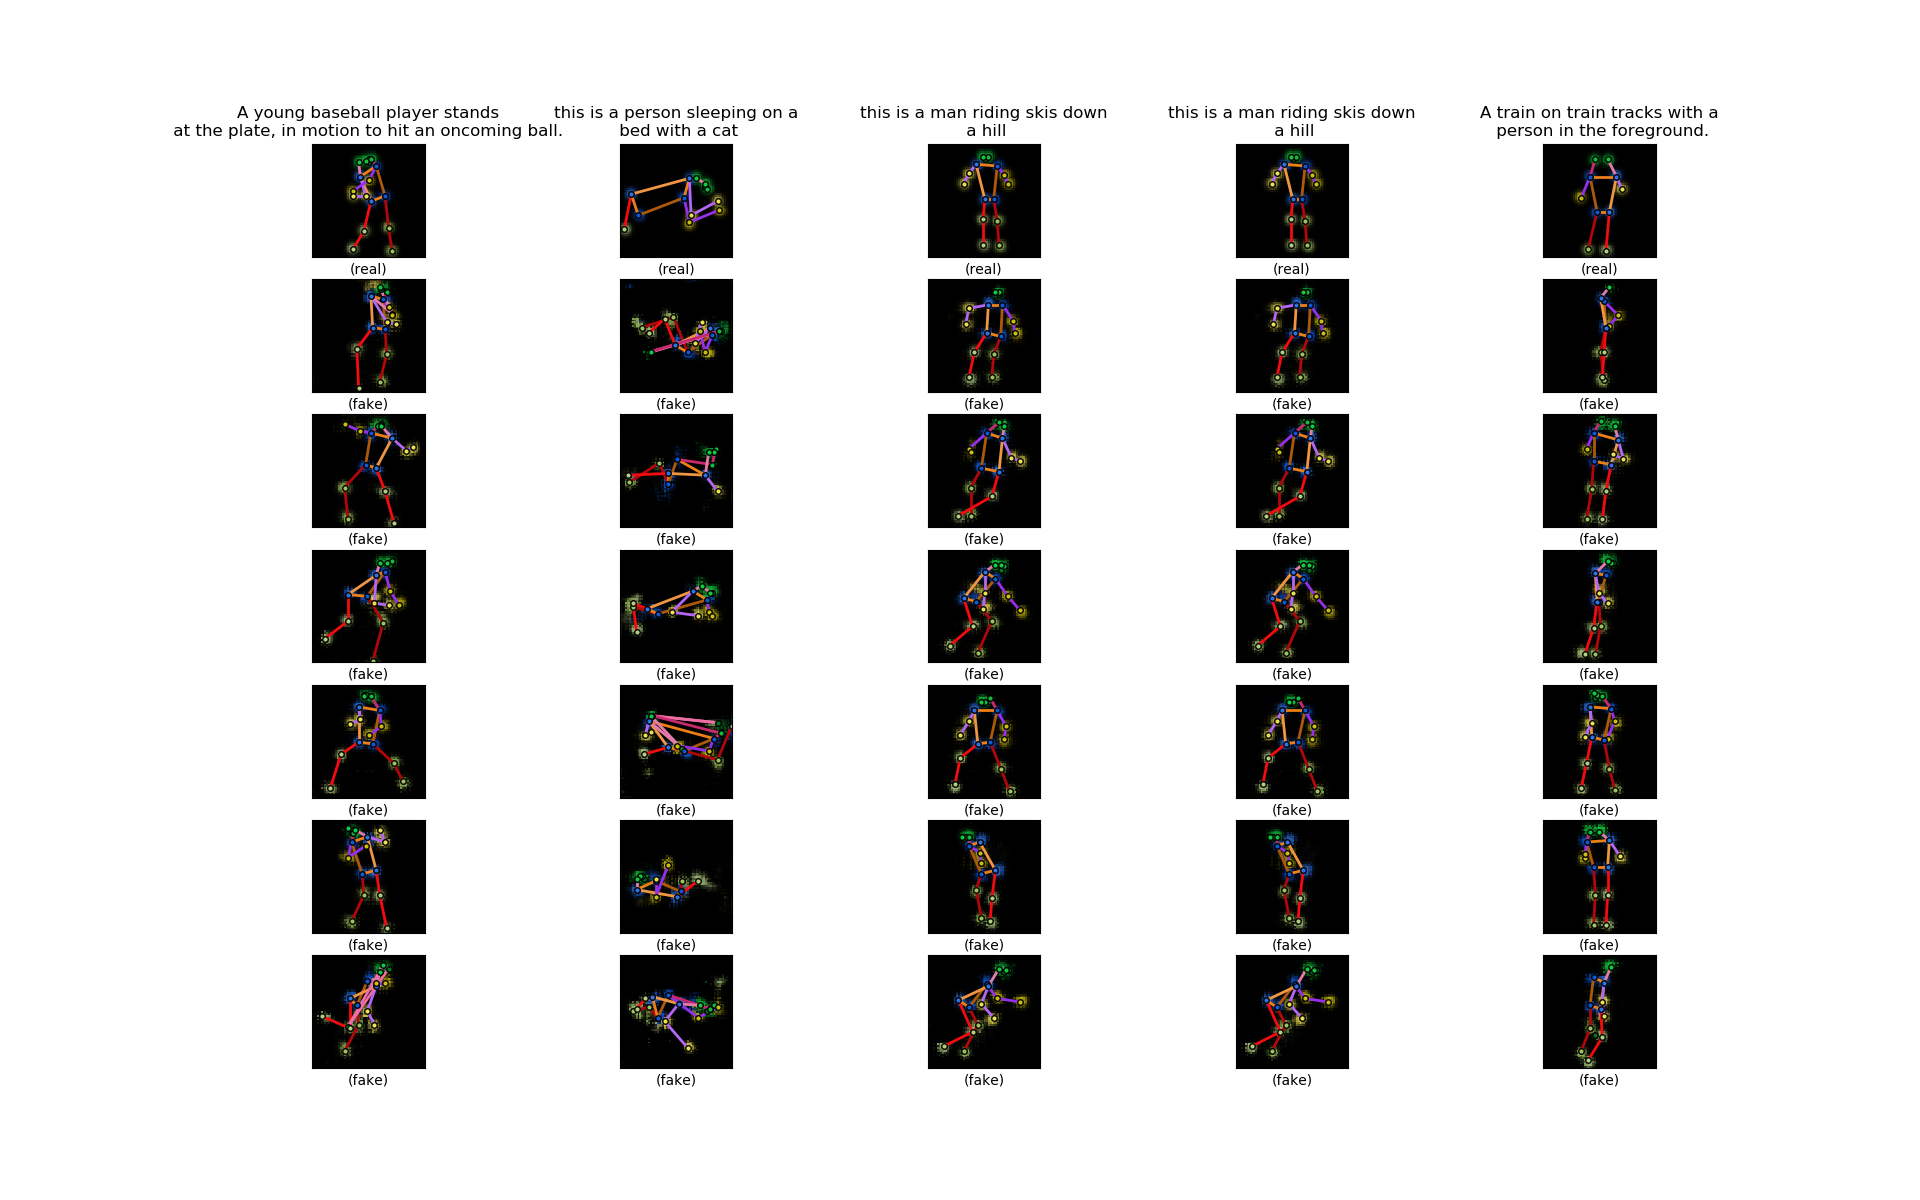 A young baseball player stands
at the plate, in motion to hit an oncoming ball.
this is a person sleeping on a
bed with a cat
this is a man riding skis down
a hill
this is a man riding skis down
a hill
A train on train tracks with a
person in the foreground.
(real) (real) (real) (real) (real)
(fake) (fake) (fake) (fake) (fake)
(fake) (fake) (fake) (fake) (fake)
(fake) (fake) (fake) (fake) (fake)
(fake) (fake) (fake) (fake) (fake)
(fake) (fake) (fake) (fake) (fake)
(fake) (fake) (fake) (fake) (fake)